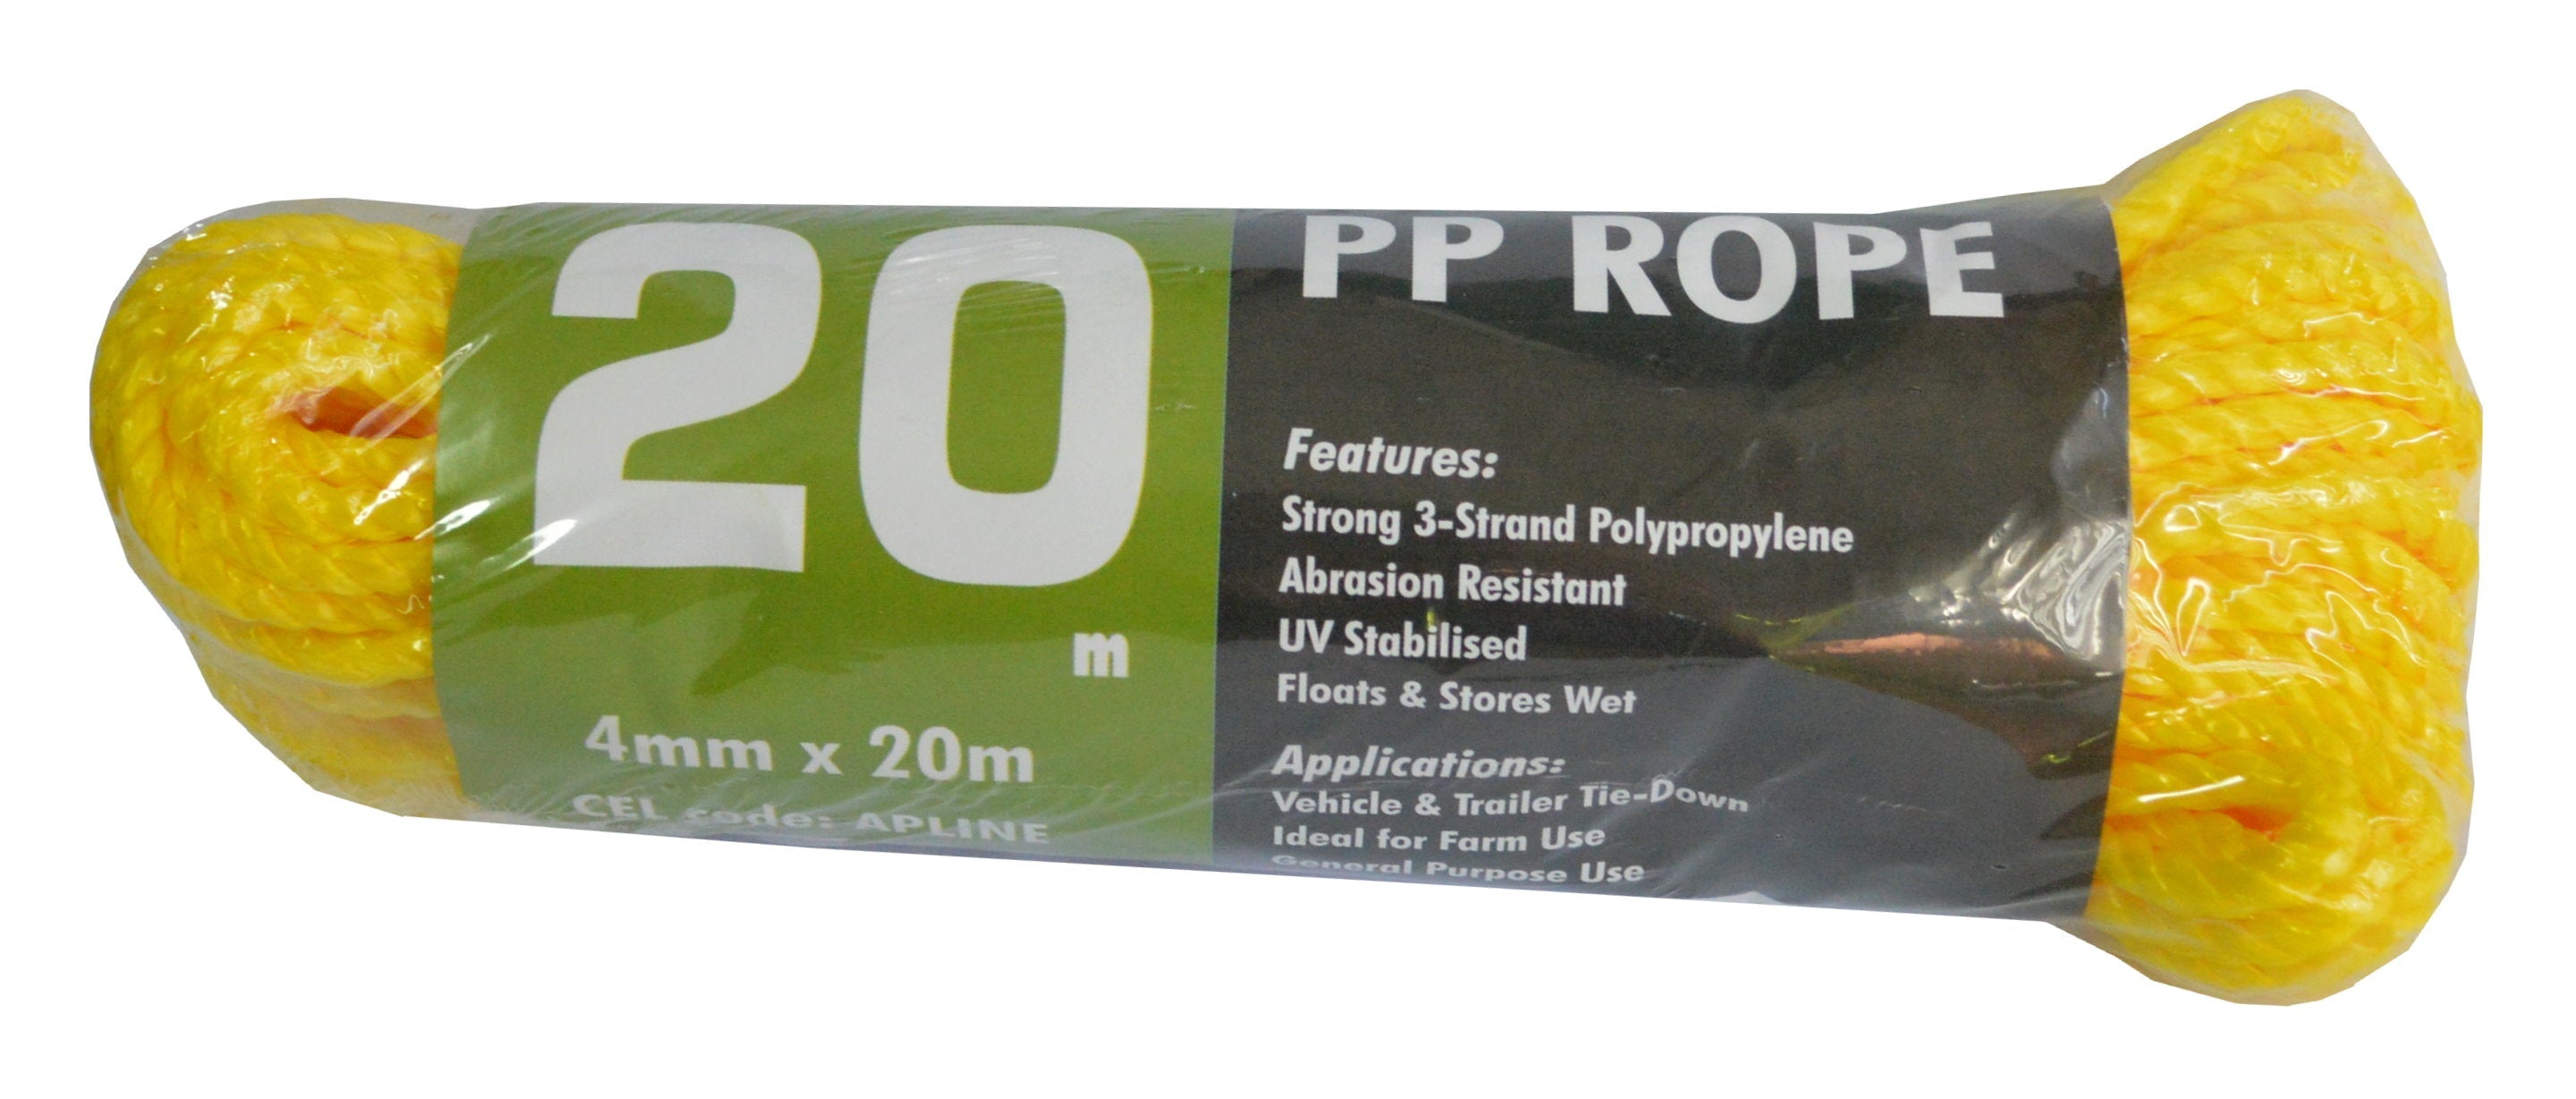 20
m
4mm x 20m
CEL code: APLINE
PP ROPE
Features:
Strong 3-Strand Polypropylene
Abrasion Resistant
UV Stabilised
Floats & Stores Wet
Applications:
Vehicle & Trailer Tie-Down
Ideal for Farm Use
General Purpose Use